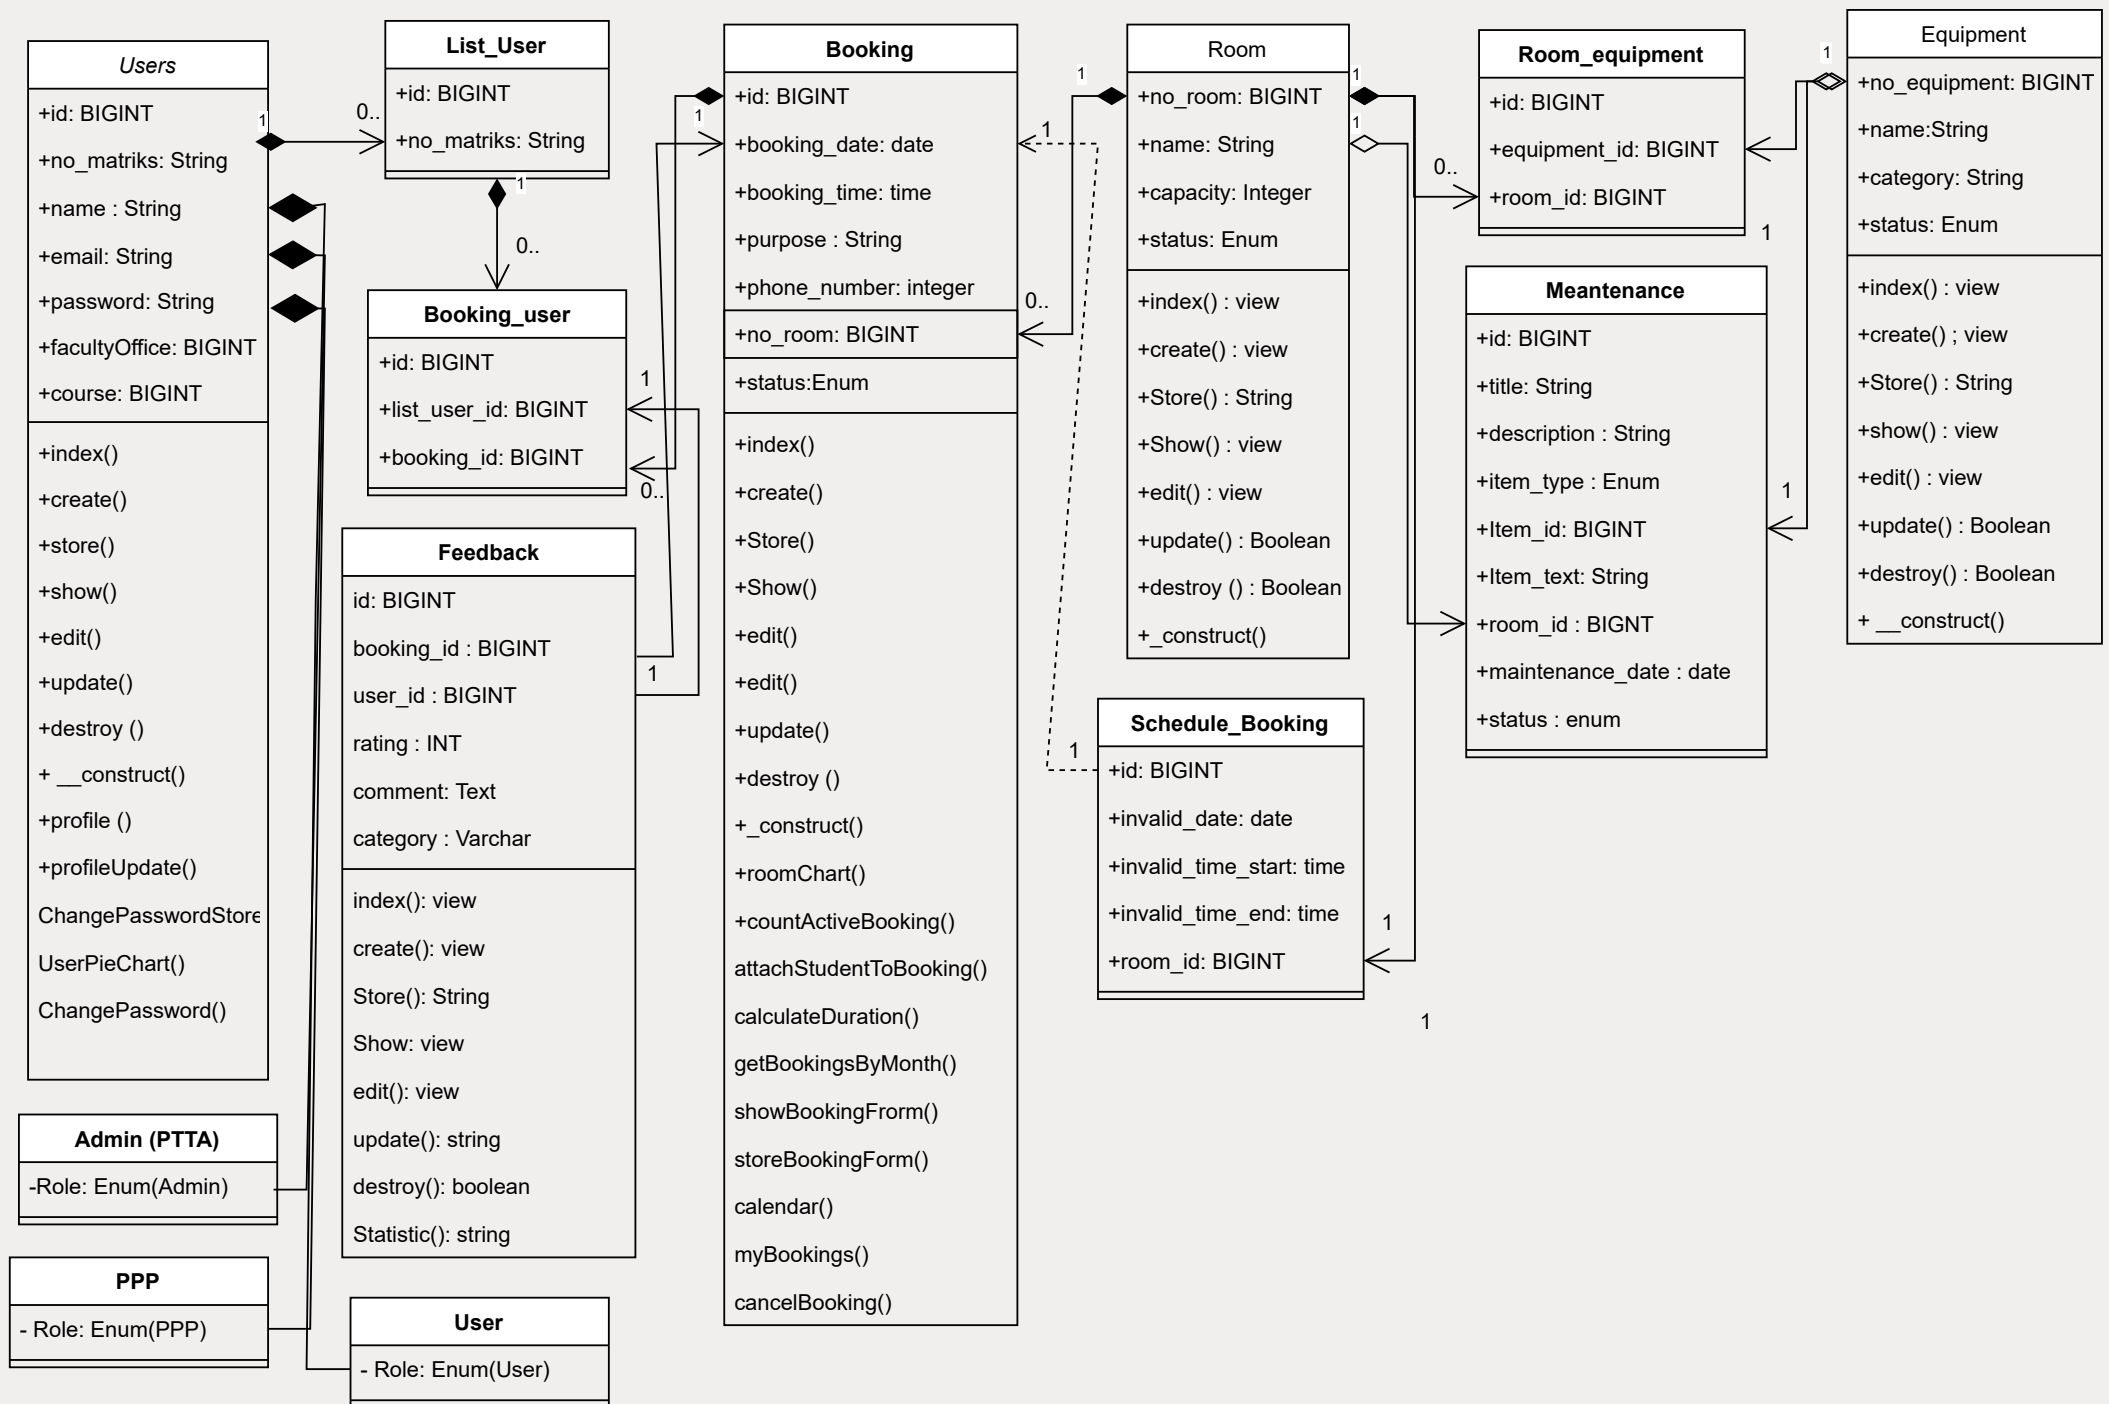 Users
+id: BIGINT
+no_matriks: String
+name : String
+email: String
+password: String
+facultyOffice: BIGINT
+course: BIGINT
+index()
+create()
+store()
+show()
+edit()
+update()
+destroy ()
+ __construct()
+profile ()
+profileUpdate()
ChangePasswordStore
UserPieChart()
ChangePassword()
1
0..
List_User
+id: BIGINT
+no_matriks: String
1
0..
Booking_user
+id: BIGINT
+list_user_id: BIGINT
+booking_id: BIGINT
1
0..
Feedback
id: BIGINT
booking_id : BIGINT
user_id : BIGINT
rating : INT
comment: Text
category : Varchar
index(): view
create(): view
Store(): String
Show: view
edit(): view
update(): string
destroy(): boolean
Statistic(): string
1
Admin (PTTA)
-Role: Enum(Admin)
PPP
- Role: Enum(PPP)
User
- Role: Enum(User)
1
Booking
+id: BIGINT
+booking_date: date
+booking_time: time
+purpose : String
+phone_number: integer
+no_room: BIGINT
+status:Enum
+index()
+create()
+Store()
+Show()
+edit()
+edit()
+update()
+destroy ()
+_construct()
+roomChart()
+countActiveBooking()
attachStudentToBooking()
calculateDuration()
getBookingsByMonth()
showBookingFrorm()
storeBookingForm()
calendar()
myBookings()
cancelBooking()
1
1
0..
1
Room
+no_room: BIGINT
+name: String
+capacity: Integer
+status: Enum
+index() : view
+create() : view
+Store() : String
+Show() : view
+edit() : view
+update() : Boolean
+destroy () : Boolean
+_construct()
1
1
0..
Schedule_Booking
+id: BIGINT
+invalid_date: date
+invalid_time_start: time
+invalid_time_end: time
+room_id: BIGINT
1
1
Room_equipment
+id: BIGINT
+equipment_id: BIGINT
+room_id: BIGINT
1
Meantenance
+id: BIGINT
+title: String
+description : String
+item_type : Enum
+Item_id: BIGINT
+Item_text: String
+room_id : BIGNT
+maintenance_date : date
+status : enum
1
1
Equipment
+no_equipment: BIGINT
+name:String
+category: String
+status: Enum
+index() : view
+create() ; view
+Store() : String
+show() : view
+edit() : view
+update() : Boolean
+destroy() : Boolean
+ __construct()